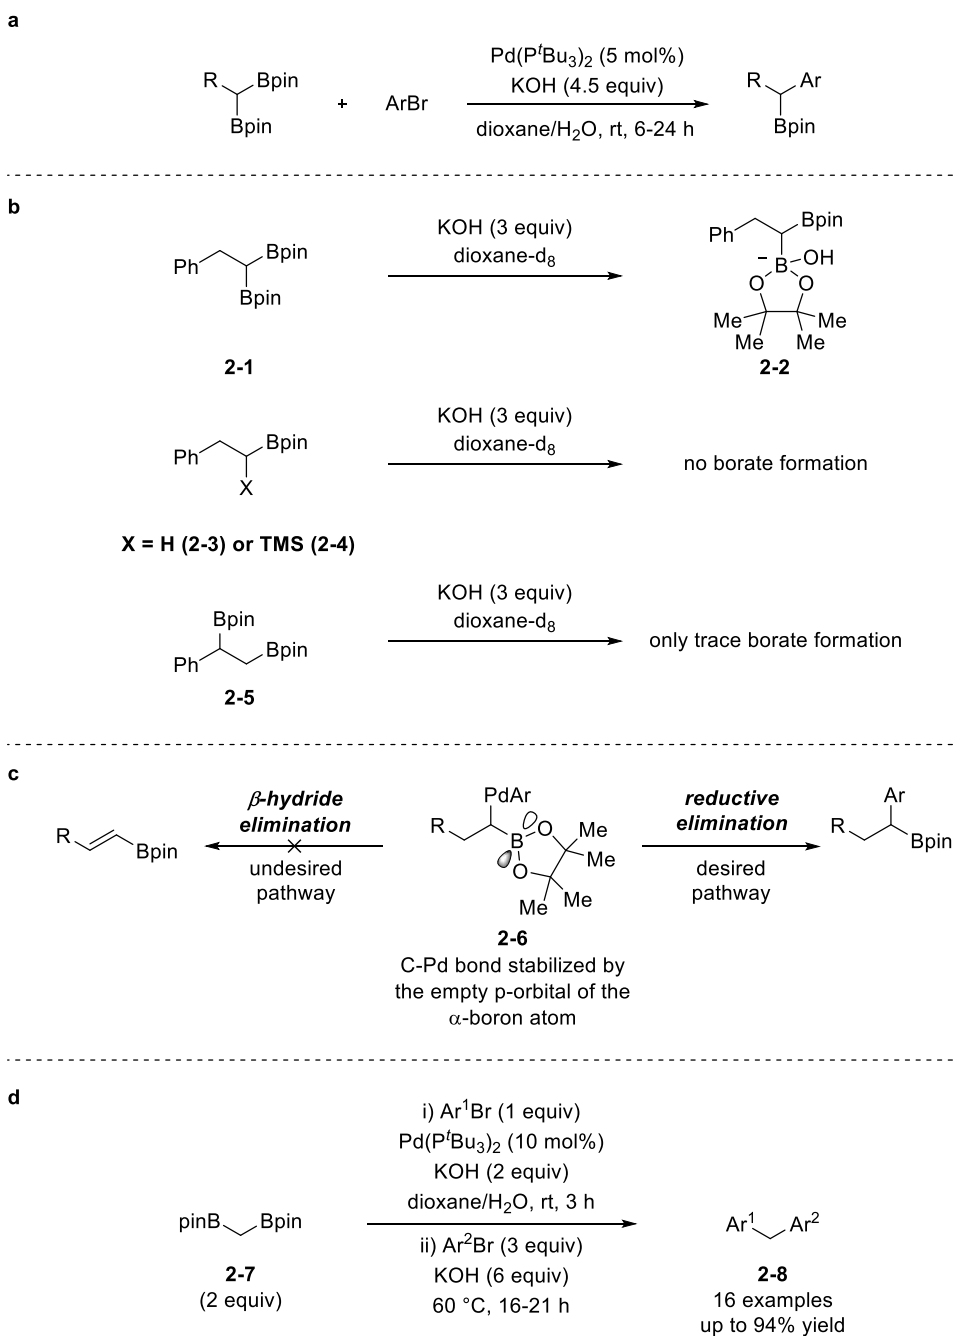 a
R Bpin
Bpin
+
ArBr
Pd(PᵗBu₃)₂ (5 mol%)
KOH (4.5 equiv)
dioxane/H₂O, rt, 6-24 h
R Ar
Bpin
b
Ph Bpin
Bpin
2-1
KOH (3 equiv)
dioxane-d₈
Ph Bpin
– B OH
O O
Me Me
Me Me
2-2
Ph Bpin
X
X = H (2-3) or TMS (2-4)
KOH (3 equiv)
dioxane-d₈
no borate formation
Bpin
Ph Bpin
2-5
KOH (3 equiv)
dioxane-d₈
only trace borate formation
c
R Bpin
β-hydride
elimination
undesired
pathway
PdAr
R B O Me
O Me
Me Me
2-6
C-Pd bond stabilized by
the empty p-orbital of the
α-boron atom
reductive
elimination
desired
pathway
Ar
R Bpin
d
pinB Bpin
2-7
(2 equiv)
i) Ar¹Br (1 equiv)
Pd(PᵗBu₃)₂ (10 mol%)
KOH (2 equiv)
dioxane/H₂O, rt, 3 h
ii) Ar²Br (3 equiv)
KOH (6 equiv)
60 °C, 16-21 h
Ar¹ Ar²
2-8
16 examples
up to 94% yield